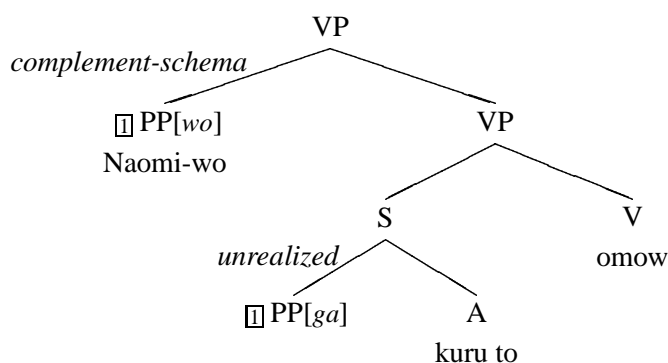 VP
complement-schema
1 PP[wo] VP
Naomi-wo
S V
unrealized omow
1 PP[ga] A
kuru to